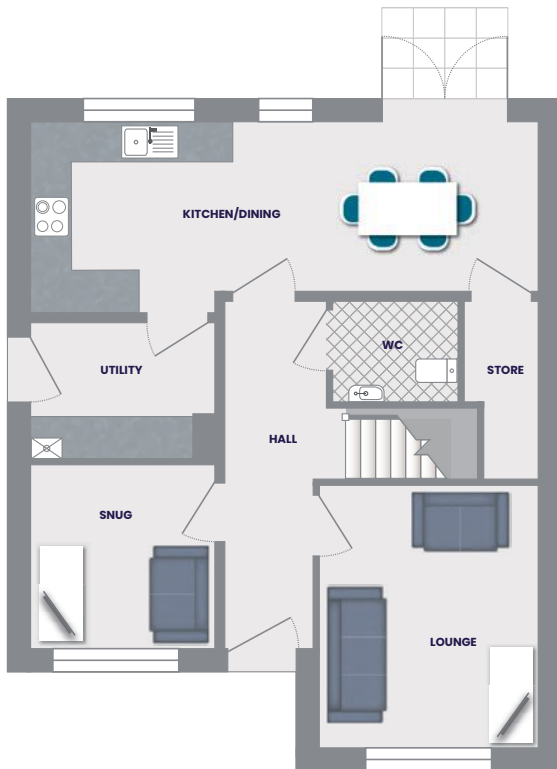 KITCHEN/DINING
WC
UTILITY
STORE
HALL
SNUG
LOUNGE